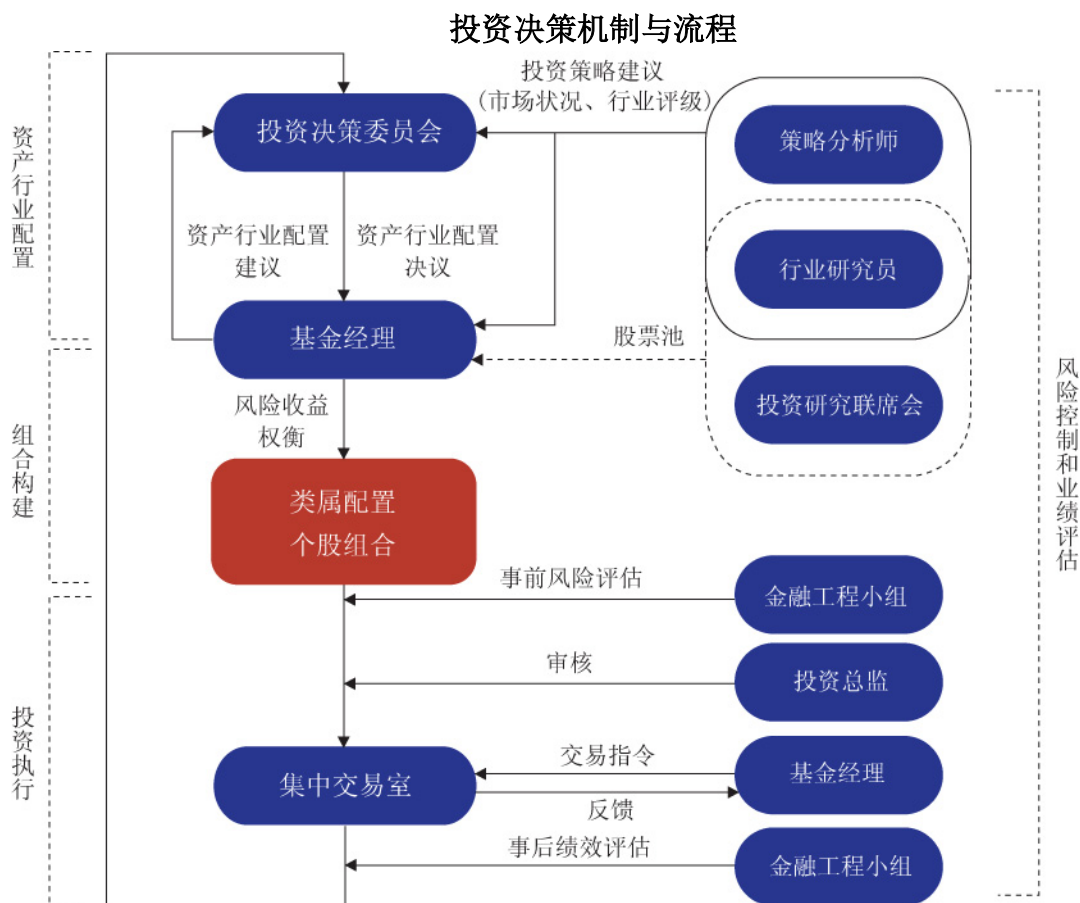 投资决策机制与流程
投资策略建议
(市场状况、行业评级)
投资决策委员会
策略分析师
资产行业配置
资产行业配置
建议
资产行业配置
决议
行业研究员
基金经理
股票池
投资研究联席会
风险收益
权衡
组合构建
类属配置
个股组合
风险控制和业绩评估
事前风险评估
金融工程小组
审核
投资总监
投资执行
集中交易室
交易指令
反馈
基金经理
事后绩效评估
金融工程小组